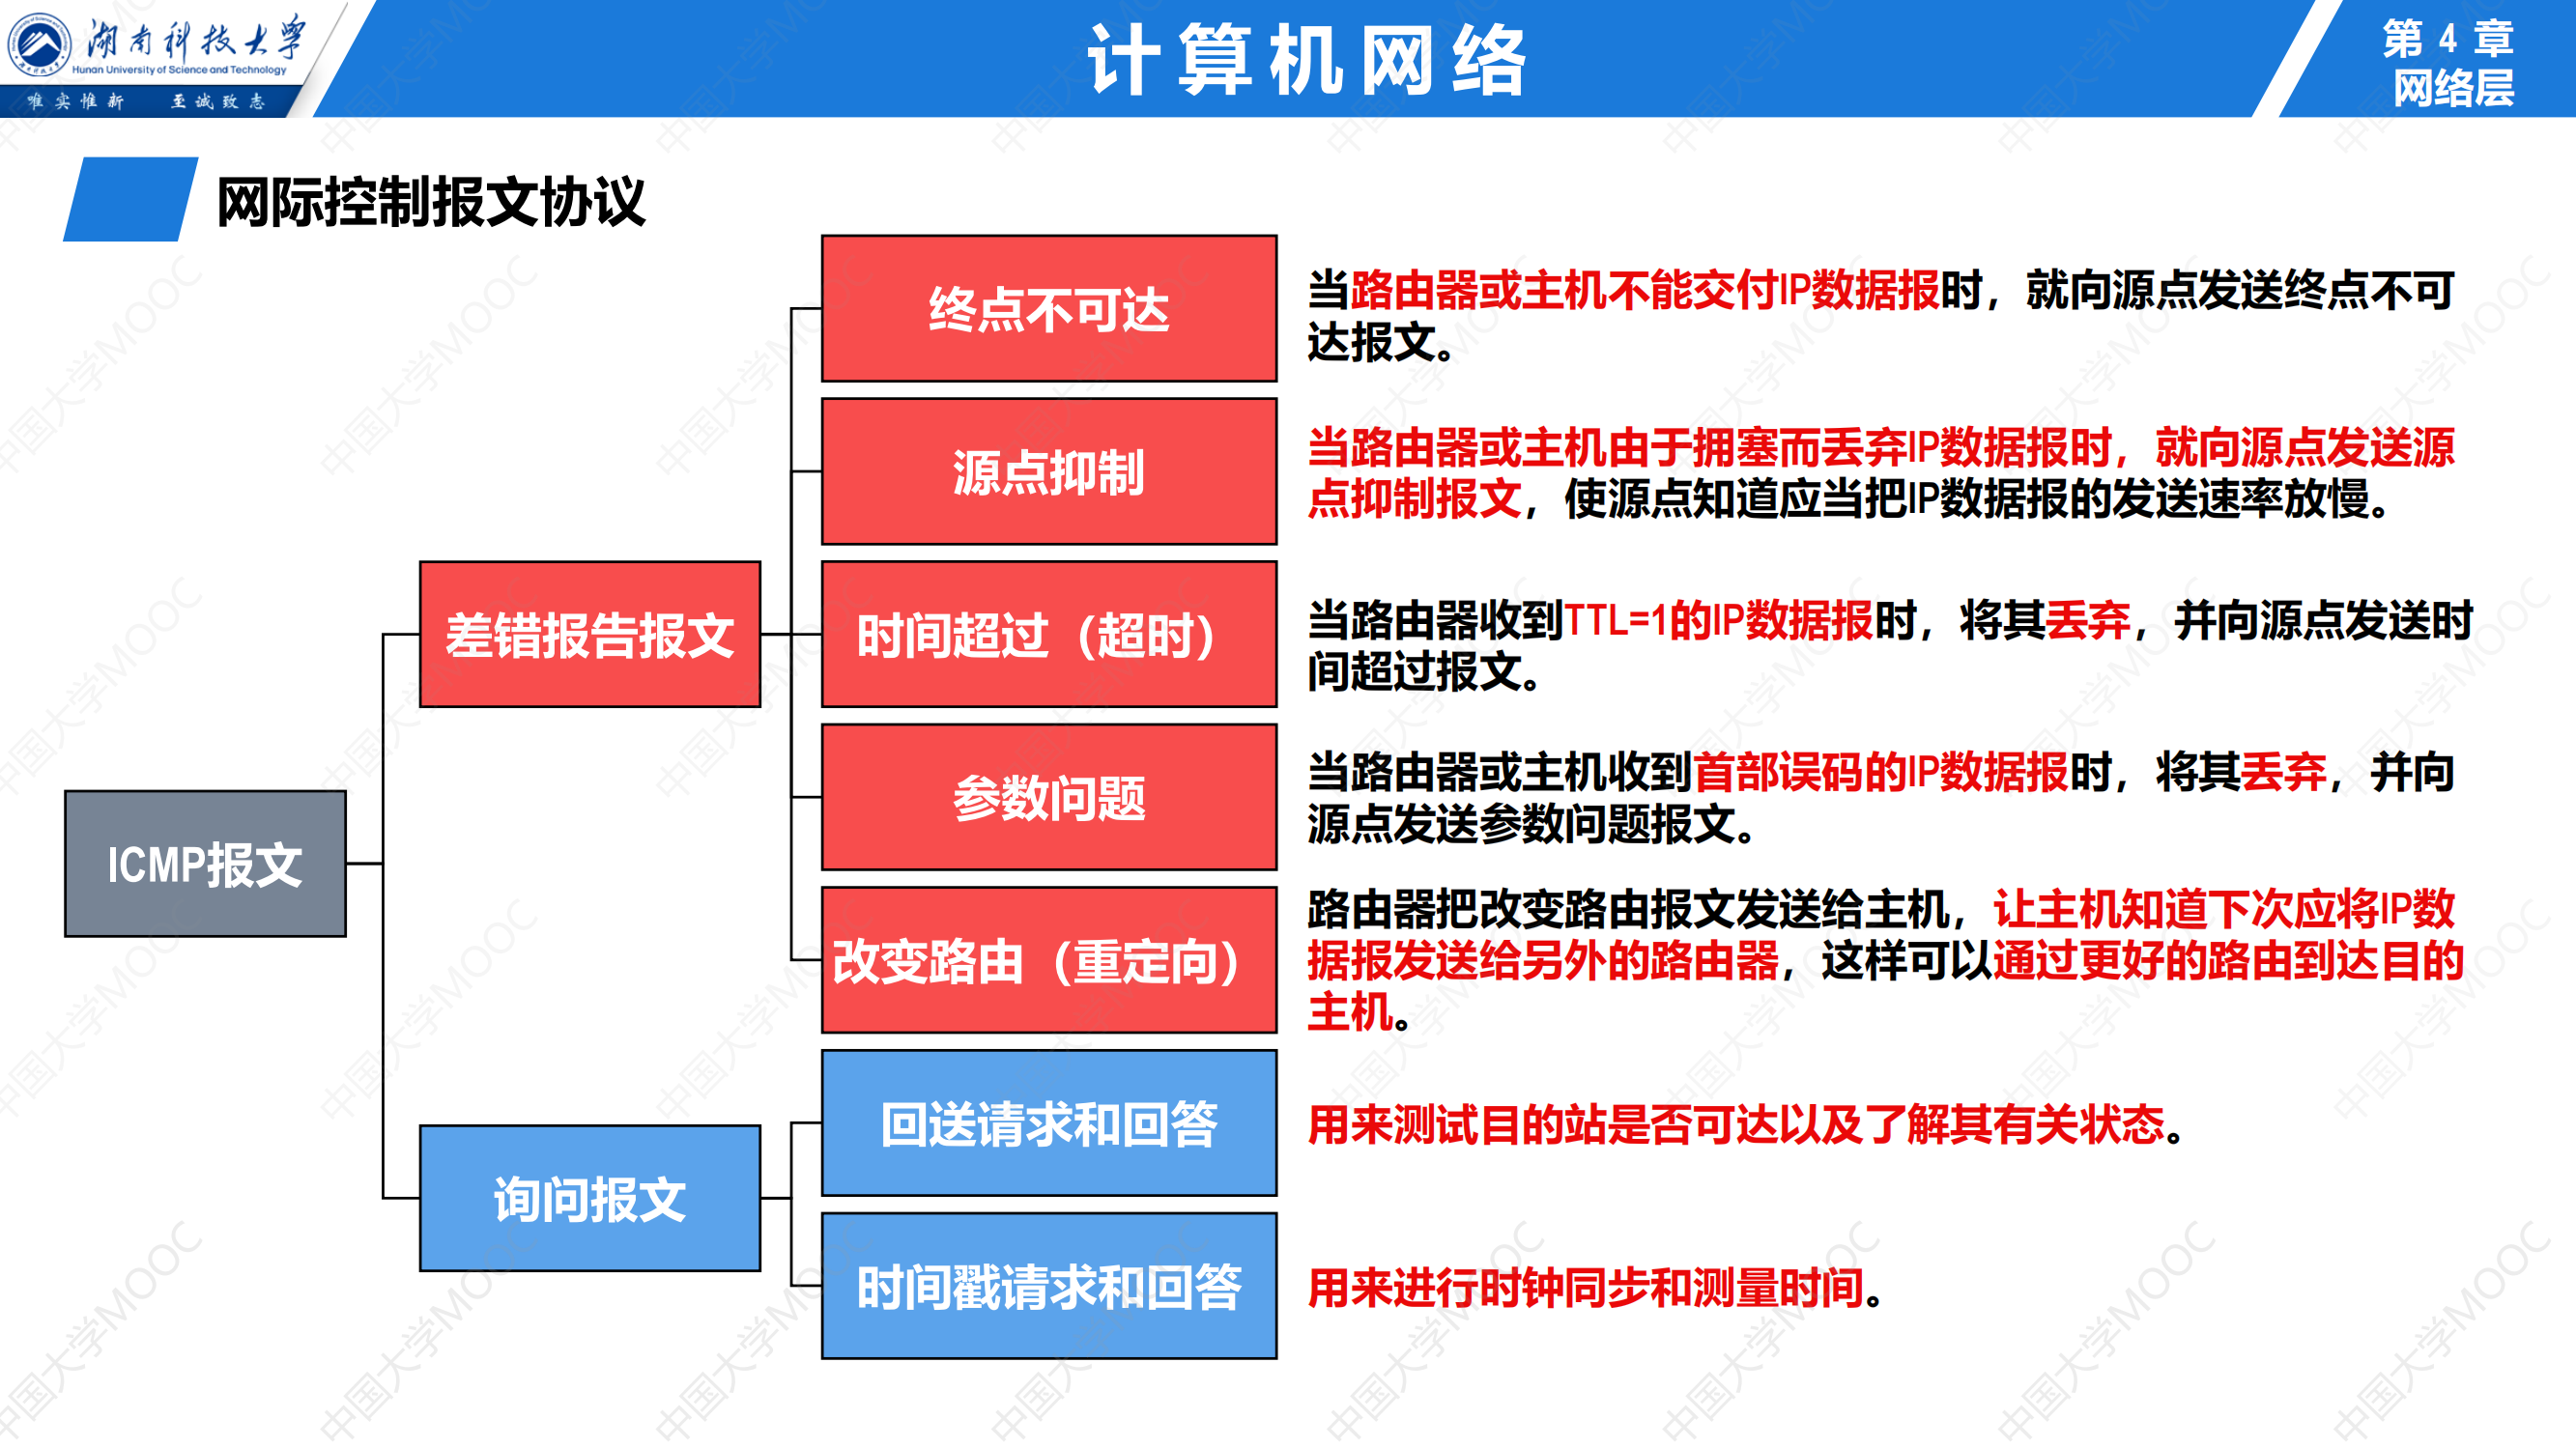 湖南科技大学
Hunan University of Science and Technology
唯实惟新 至诚致志
计算机网络
第 4 章
网络层
网际控制报文协议
ICMP报文
差错报告报文
询问报文
终点不可达
当路由器或主机不能交付IP数据报时，就向源点发送终点不可
达报文。
源点抑制
当路由器或主机由于拥塞而丢弃IP数据报时，就向源点发送源
点抑制报文，使源点知道应当把IP数据报的发送速率放慢。
时间超过（超时）
当路由器收到TTL=1的IP数据报时，将其丢弃，并向源点发送时
间超过报文。
参数问题
当路由器或主机收到首部误码的IP数据报时，将其丢弃，并向
源点发送参数问题报文。
改变路由（重定向）
路由器把改变路由报文发送给主机，让主机知道下次应将IP数
据报发送给另外的路由器，这样可以通过更好的路由到达目的
主机。
回送请求和回答
用来测试目的站是否可达以及了解其有关状态。
时间戳请求和回答
用来进行时钟同步和测量时间。
中国大学MOOC